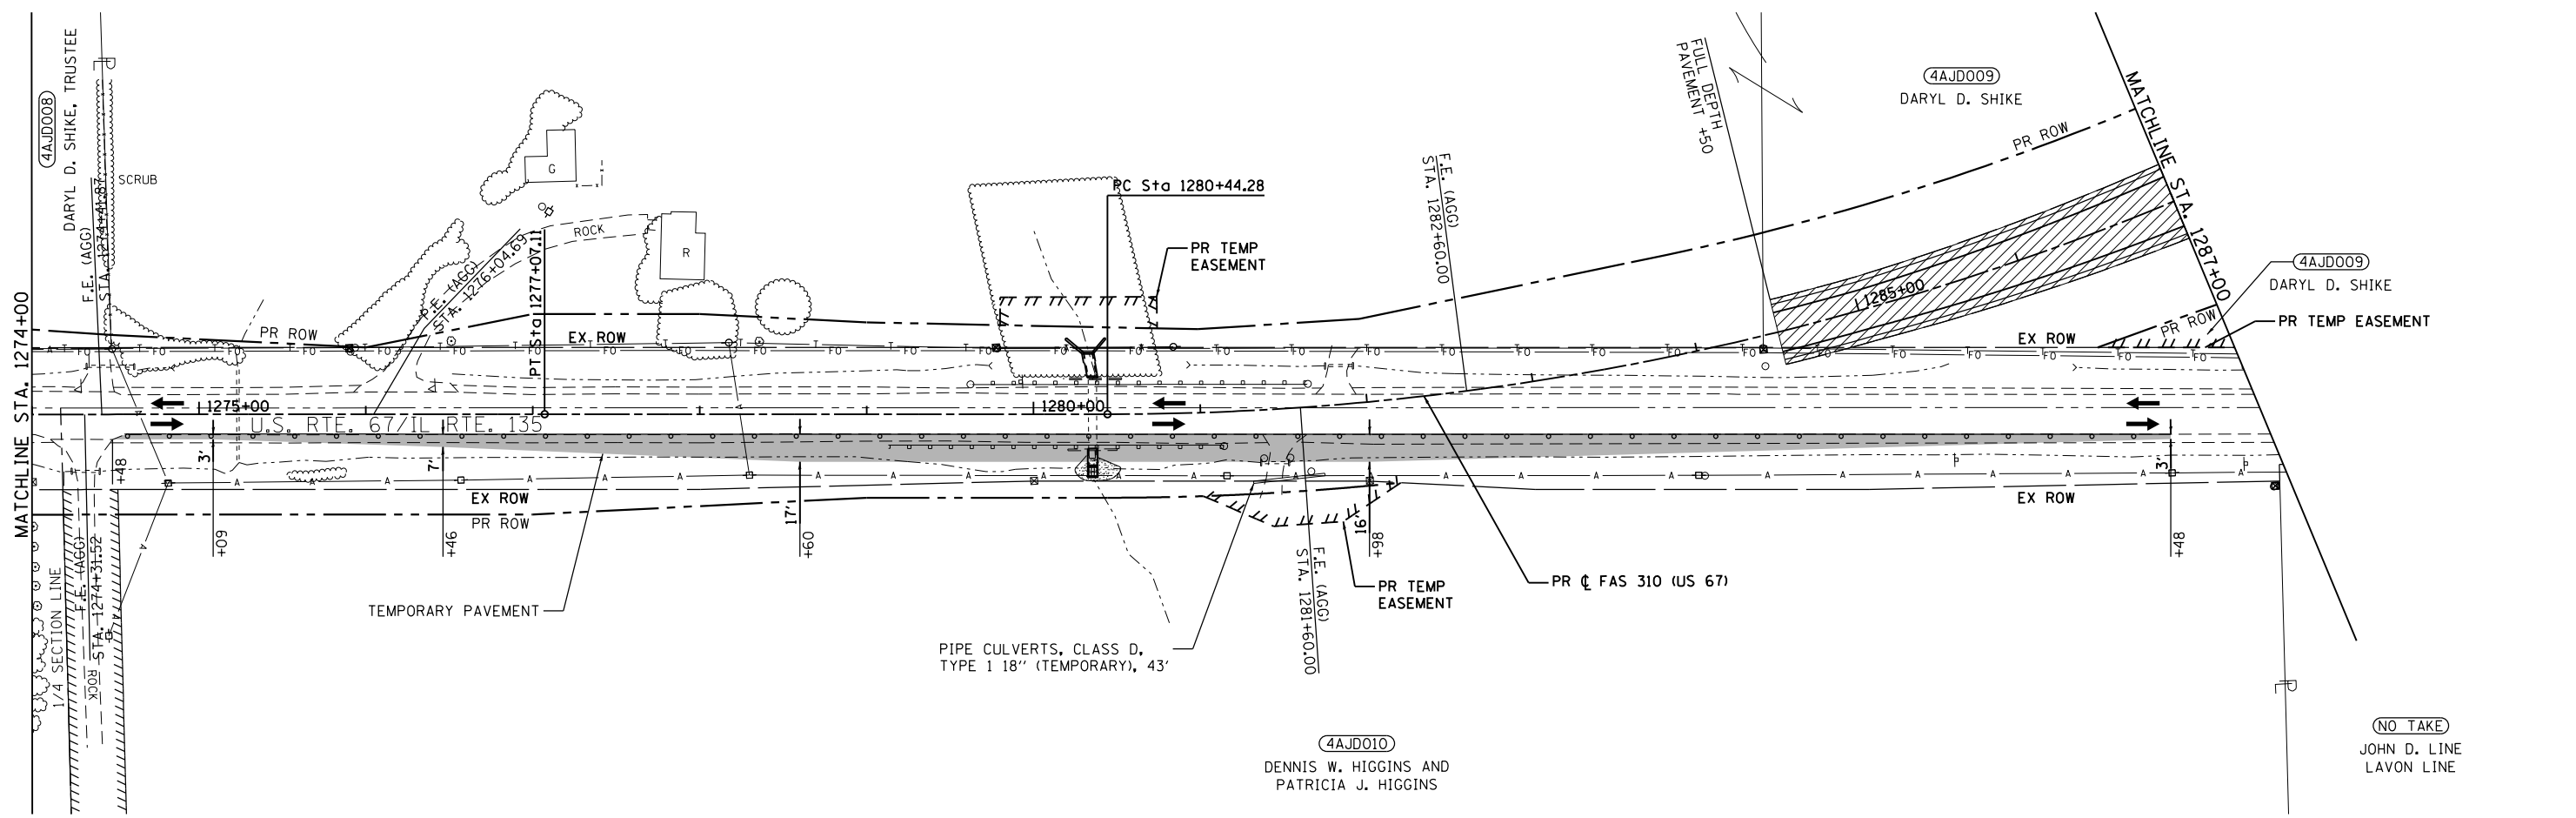 MATCHLINE STA. 1274+00
4AJD008
DARYL D. SHIKE, TRUSTEE
F.E. (AGG)
STA. 1274+41.87
SCRUB
PR ROW
F.E. (AGG)
STA. 1276+04.69
G
ROCK
R
PT Sta 1277+07.11
EX ROW
PC Sta 1280+44.28
PR TEMP
EASEMENT
F.E. (AGG)
STA. 1282+60.00
FULL DEPTH
PAVEMENT +50
4AJD009
DARYL D. SHIKE
PR ROW
MATCHLINE STA. 1287+00
1285+00
4AJD009
DARYL D. SHIKE
PR ROW
PR TEMP EASEMENT
EX ROW
1275+00
1280+00
U.S. RTE. 67/IL RTE. 135
+48
3'
7'
17'
16'
3'
EX ROW
PR ROW
EX ROW
+09
+46
+60
+98
+48
1/4 SECTION LINE
F.E. (AGG)
STA. 1274+31.52
ROCK
TEMPORARY PAVEMENT
PIPE CULVERTS, CLASS D,
TYPE 1 18" (TEMPORARY), 43'
F.E. (AGG)
STA. 1281+60.00
PR TEMP
EASEMENT
PR ℄ FAS 310 (US 67)
4AJD010
DENNIS W. HIGGINS AND
PATRICIA J. HIGGINS
NO TAKE
JOHN D. LINE
LAVON LINE